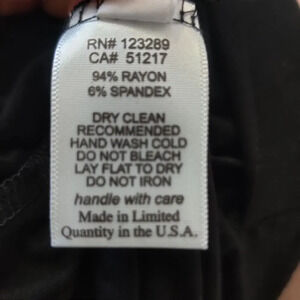 RN# 123289
CA# 51217
94% RAYON
6% SPANDEX
DRY CLEAN
RECOMMENDED
HAND WASH COLD
DO NOT BLEACH
LAY FLAT TO DRY
DO NOT IRON
handle with care
Made in Limited
Quantity in the U.S.A.